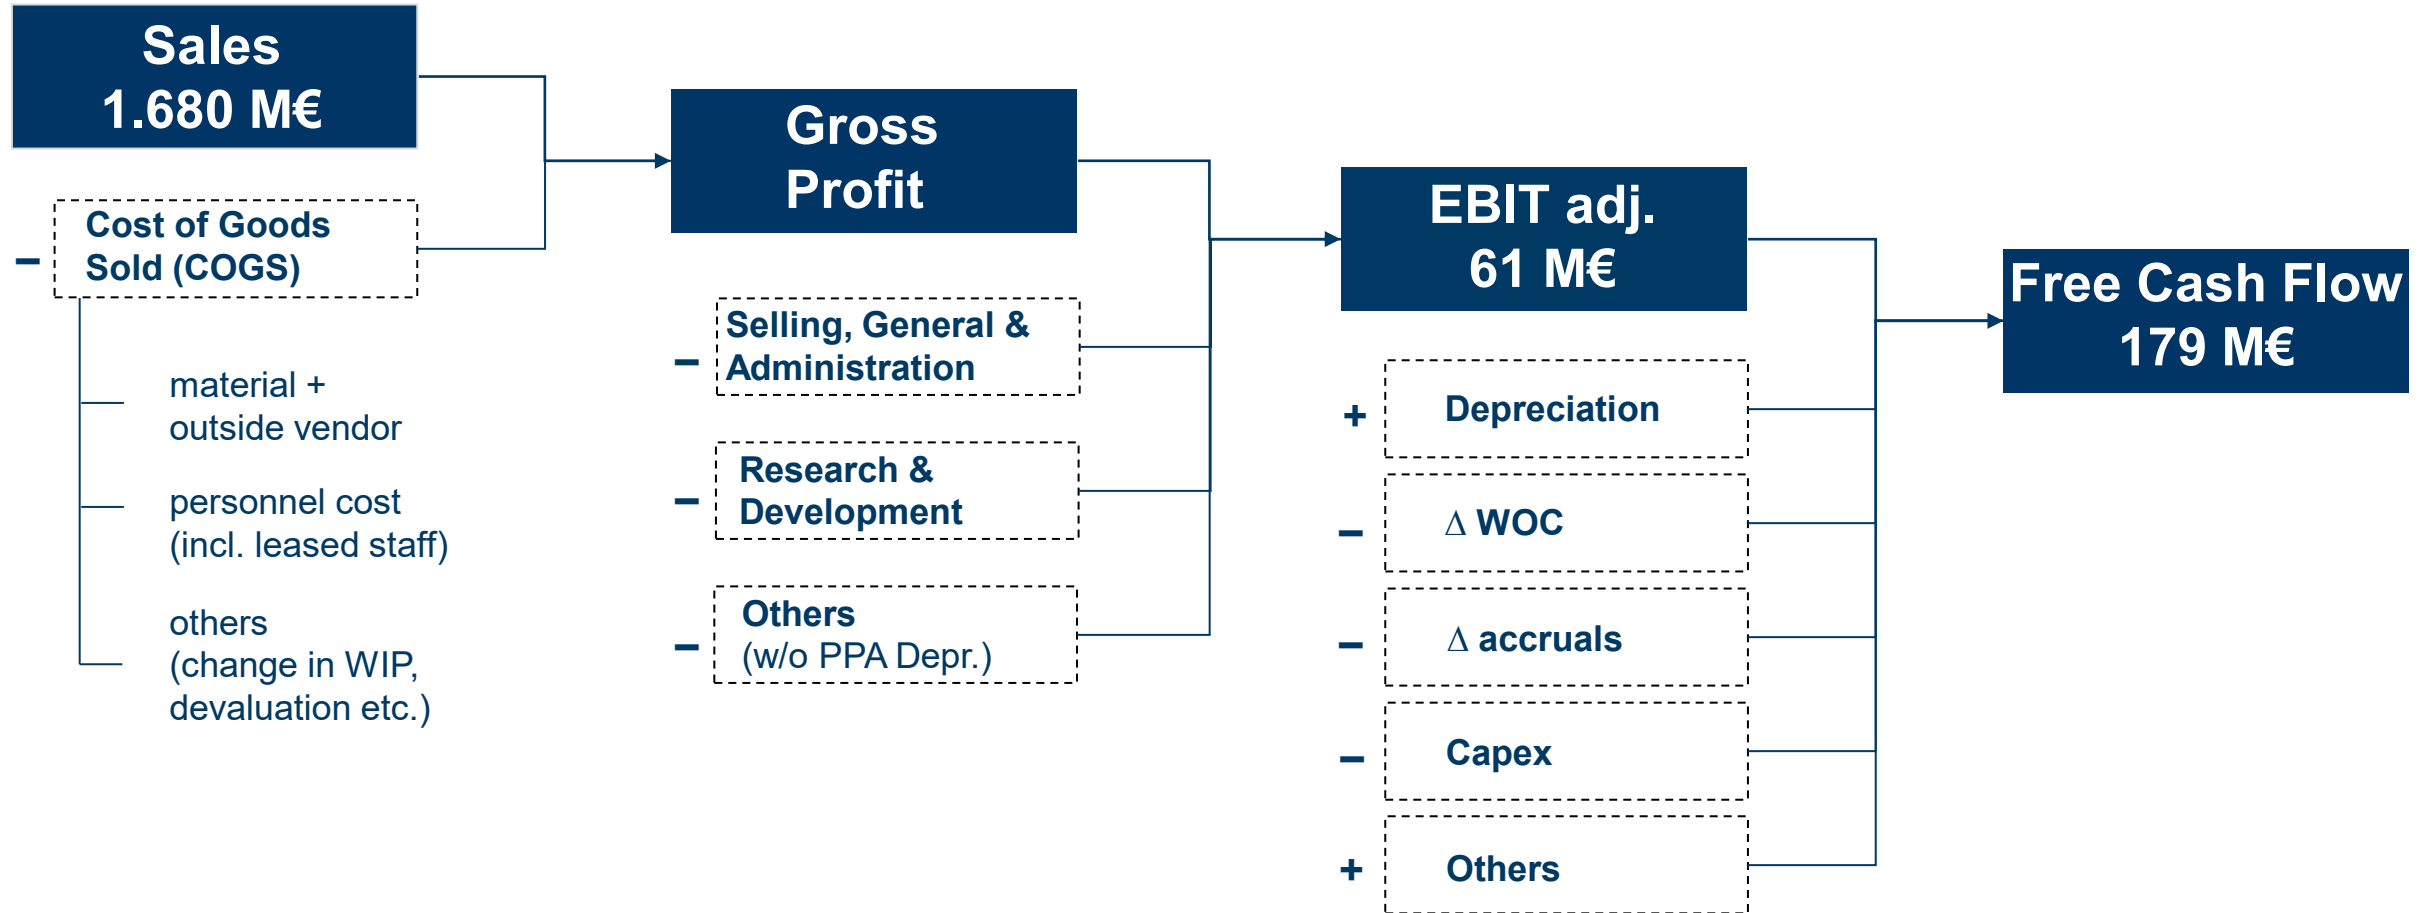 Sales
1.680 M€
–
Cost of Goods
Sold (COGS)
material +
outside vendor
personnel cost
(incl. leased staff)
others
(change in WIP,
devaluation etc.)
Gross
Profit
–
Selling, General &
Administration
–
Research &
Development
–
Others
(w/o PPA Depr.)
EBIT adj.
61 M€
+ Depreciation
– Δ WOC
– Δ accruals
– Capex
+ Others
Free Cash Flow
179 M€